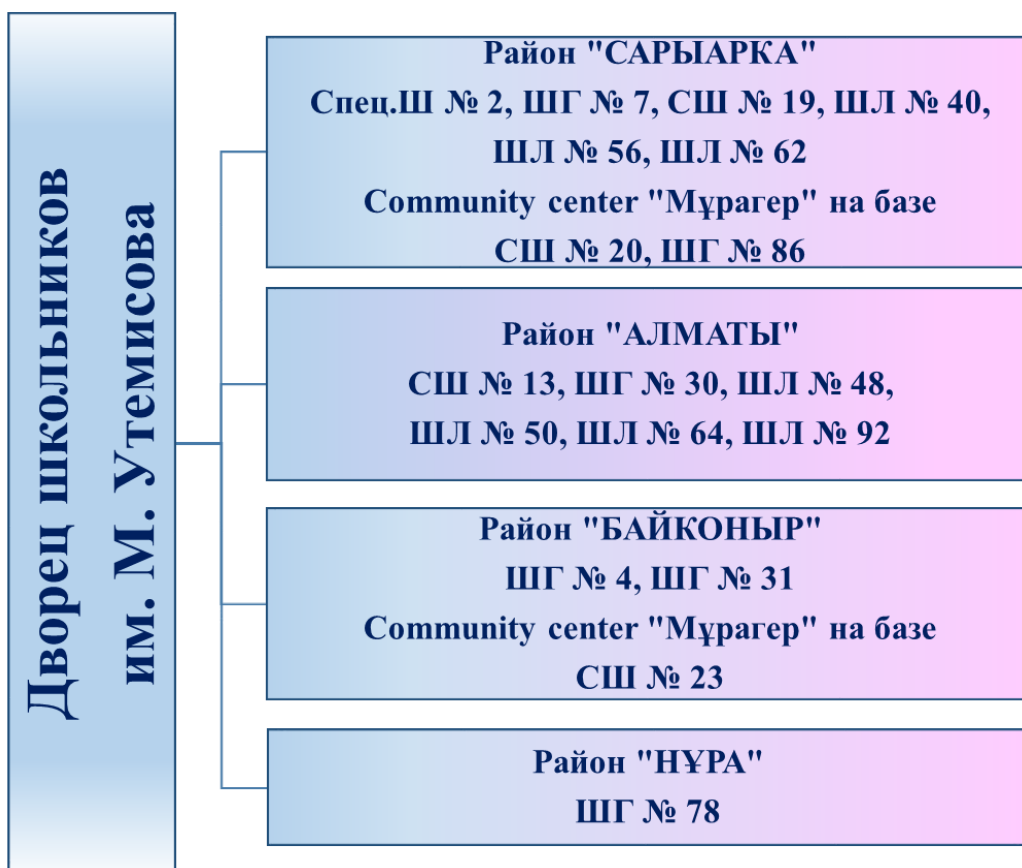 Дворец школьников
им. М. Утемисова
Район "САРЫАРКА"
Спец.Ш № 2, ШГ № 7, СШ № 19, ШЛ № 40,
ШЛ № 56, ШЛ № 62
Community center "Мұрагер" на базе
СШ № 20, ШГ № 86
Район "АЛМАТЫ"
СШ № 13, ШГ № 30, ШЛ № 48,
ШЛ № 50, ШЛ № 64, ШЛ № 92
Район "БАЙКОНЫР"
ШГ № 4, ШГ № 31
Community center "Мұрагер" на базе
СШ № 23
Район "НҰРА"
ШГ № 78